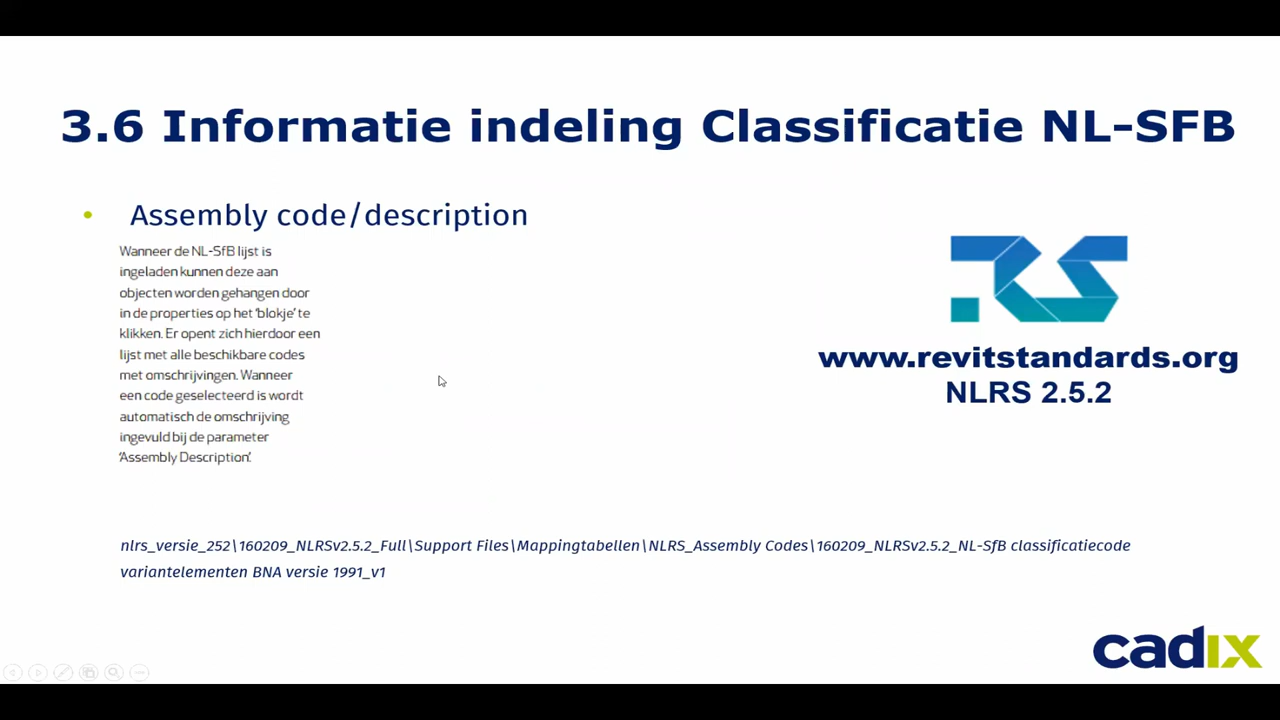 3.6 Informatie indeling Classificatie NL-SFB
• Assembly code/description
Wanneer de NL-SfB lijst is
ingeladen kunnen deze aan
objecten worden gehangen door
in de properties op het 'blokje' te
klikken. Er opent zich hierdoor een
lijst met alle beschikbare codes
met omschrijvingen. Wanneer
een code geselecteerd is wordt
automatisch de omschrijving
ingevuld bij de parameter
'Assembly Description'.
RS
www.revitstandards.org
NLRS 2.5.2
nlrs_versie_252\160209_NLRSv2.5.2_Full\Support Files\Mappingtabellen\NLRS_Assembly Codes\160209_NLRSv2.5.2_NL-SfB classificatiecode
variantelementen BNA versie 1991_v1
cadix